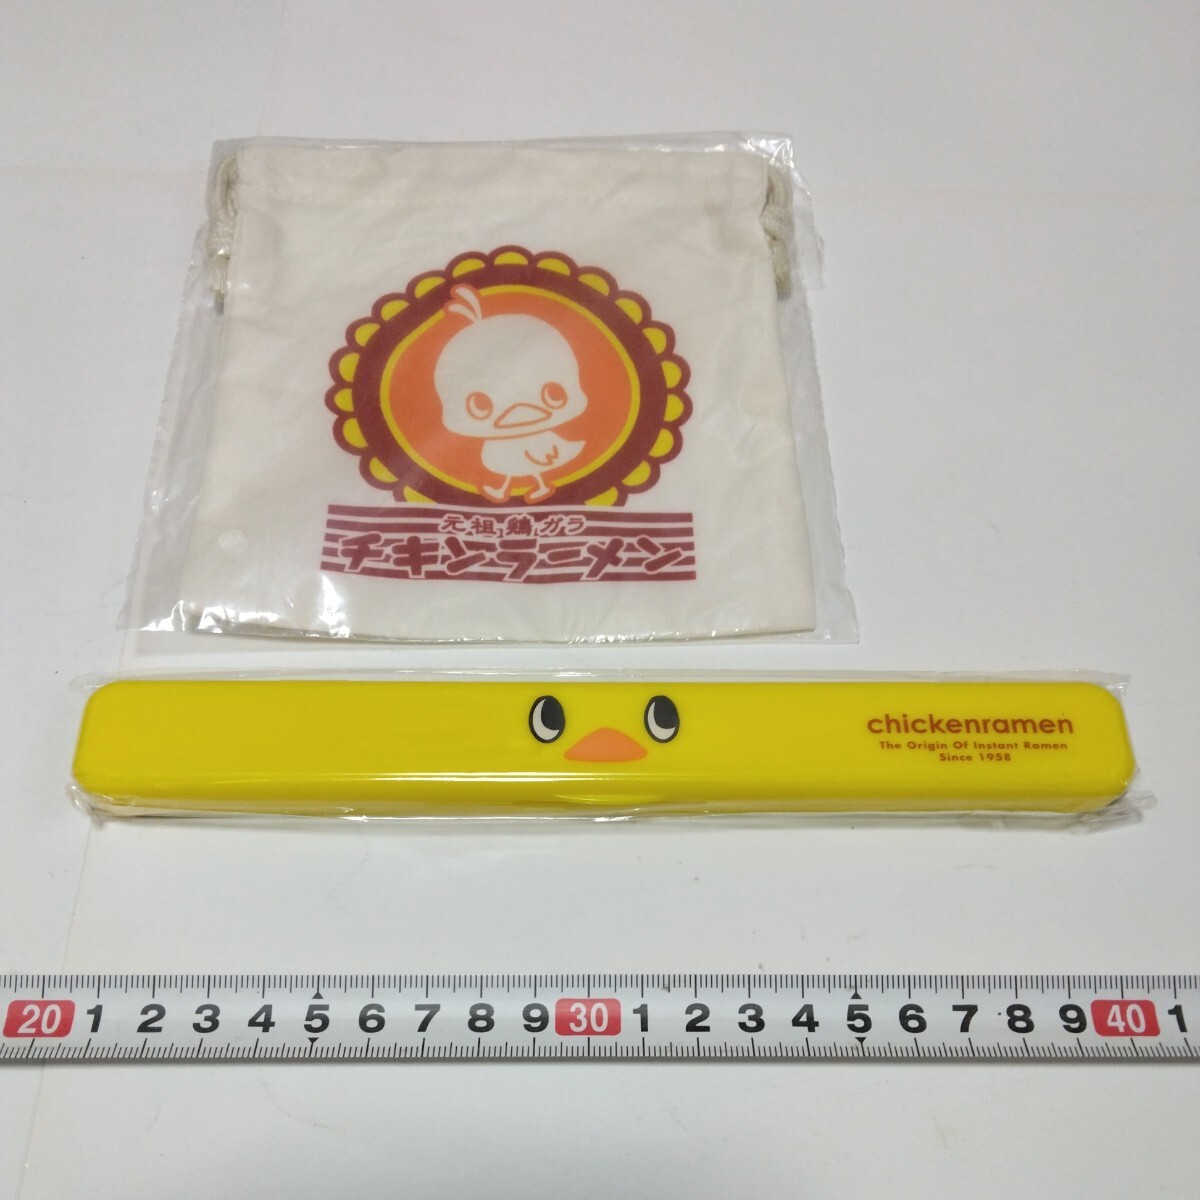 元祖鶏ガラ
チキンラーメン
chickenramen
The Origin Of Instant Ramen
Since 1958
20 1 2 3 4 5 6 7 8 9 30 1 2 3 4 5 6 7 8 9 40 1